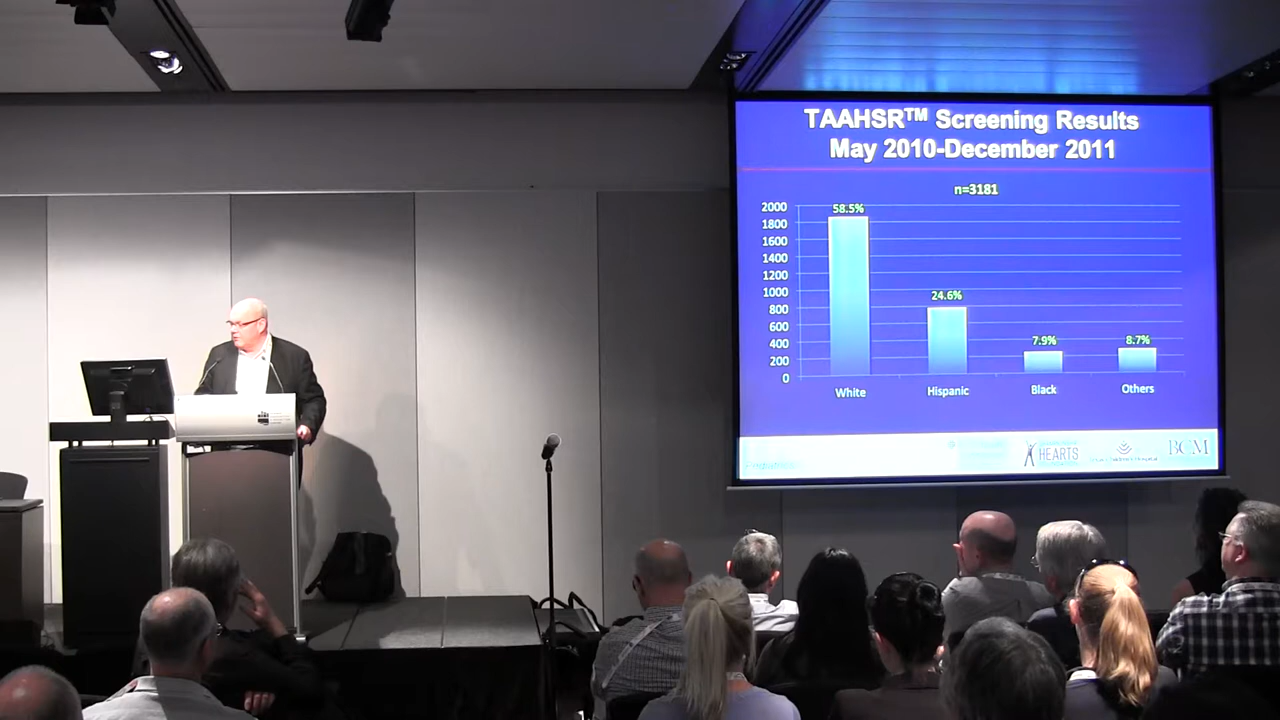 TAAHSR™ Screening Results
May 2010-December 2011
n=3181
2000
1800
1600
1400
1200
1000
800
600
400
200
0
58.5%
24.6%
7.9%
8.7%
White
Hispanic
Black
Others
HEARTS
BCM